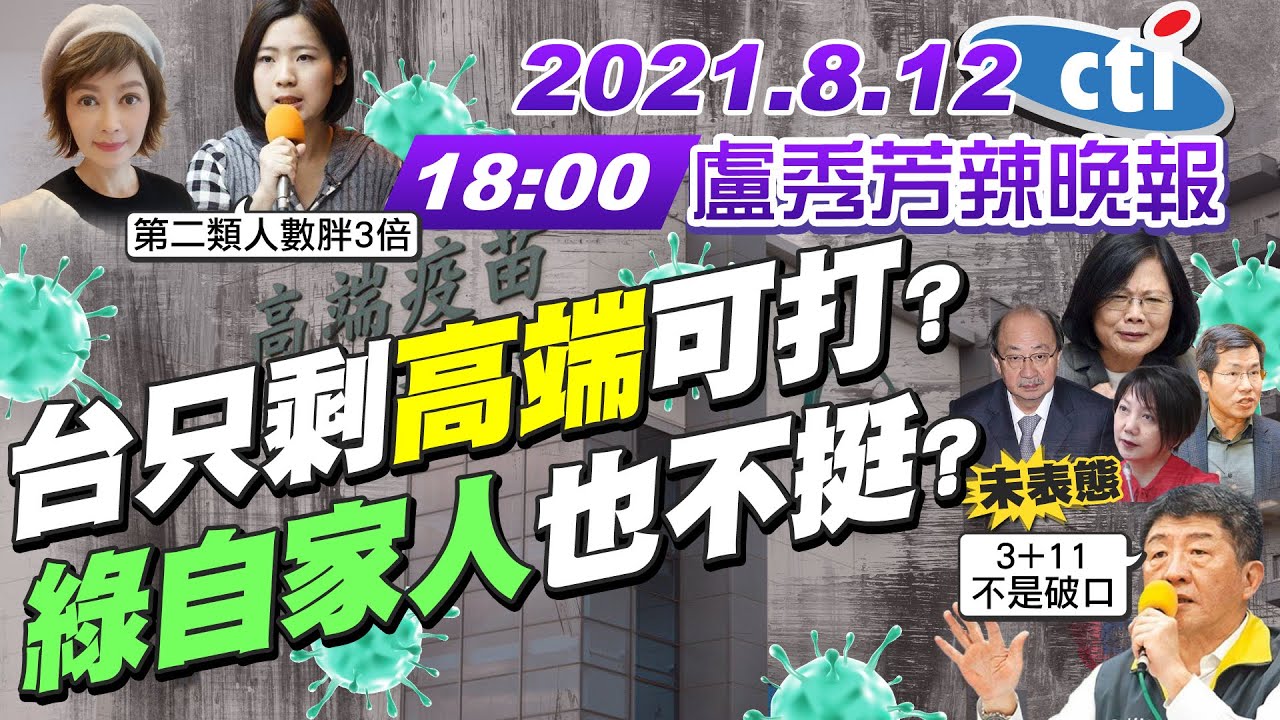 2021.8.12
cti
18:00
盧秀芳辣晚報
第二類人數胖3倍
高端疫苗
台只剩高端可打?
綠自家人也不挺?
未表態
3+11
不是破口